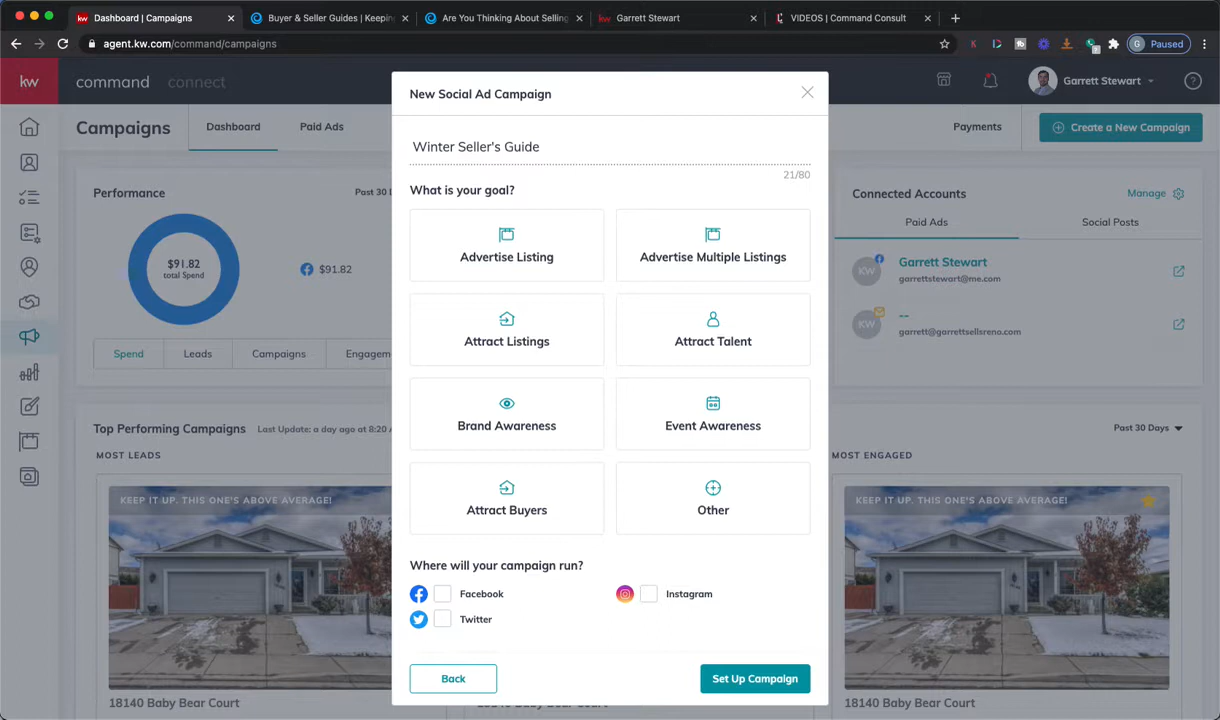 Dashboard | Campaigns
Buyer & Seller Guides | Keeping
Are You Thinking About Selling
Garrett Stewart
VIDEOS | Command Consult
agent.kw.com/command/campaigns
G Paused
kw
command
connect
Garrett Stewart
Campaigns
Dashboard
Paid Ads
Payments
Create a New Campaign
Performance
Past 30
$91.82
total Spend
$91.82
Spend
Leads
Campaigns
Engagem
New Social Ad Campaign
Winter Seller's Guide
21/80
What is your goal?
Advertise Listing
Advertise Multiple Listings
Attract Listings
Attract Talent
Brand Awareness
Event Awareness
Attract Buyers
Other
Where will your campaign run?
Facebook
Instagram
Twitter
Back
Set Up Campaign
Connected Accounts
Manage
Paid Ads
Social Posts
KW
Garrett Stewart
garrettstewart@me.com
KW
--
garrett@garrettsellsreno.com
Top Performing Campaigns
Last Update: a day ago at 8:20
Past 30 Days
MOST LEADS
MOST ENGAGED
KEEP IT UP. THIS ONE'S ABOVE AVERAGE!
KEEP IT UP. THIS ONE'S ABOVE AVERAGE!
18140 Baby Bear Court
18140 Baby Bear Court